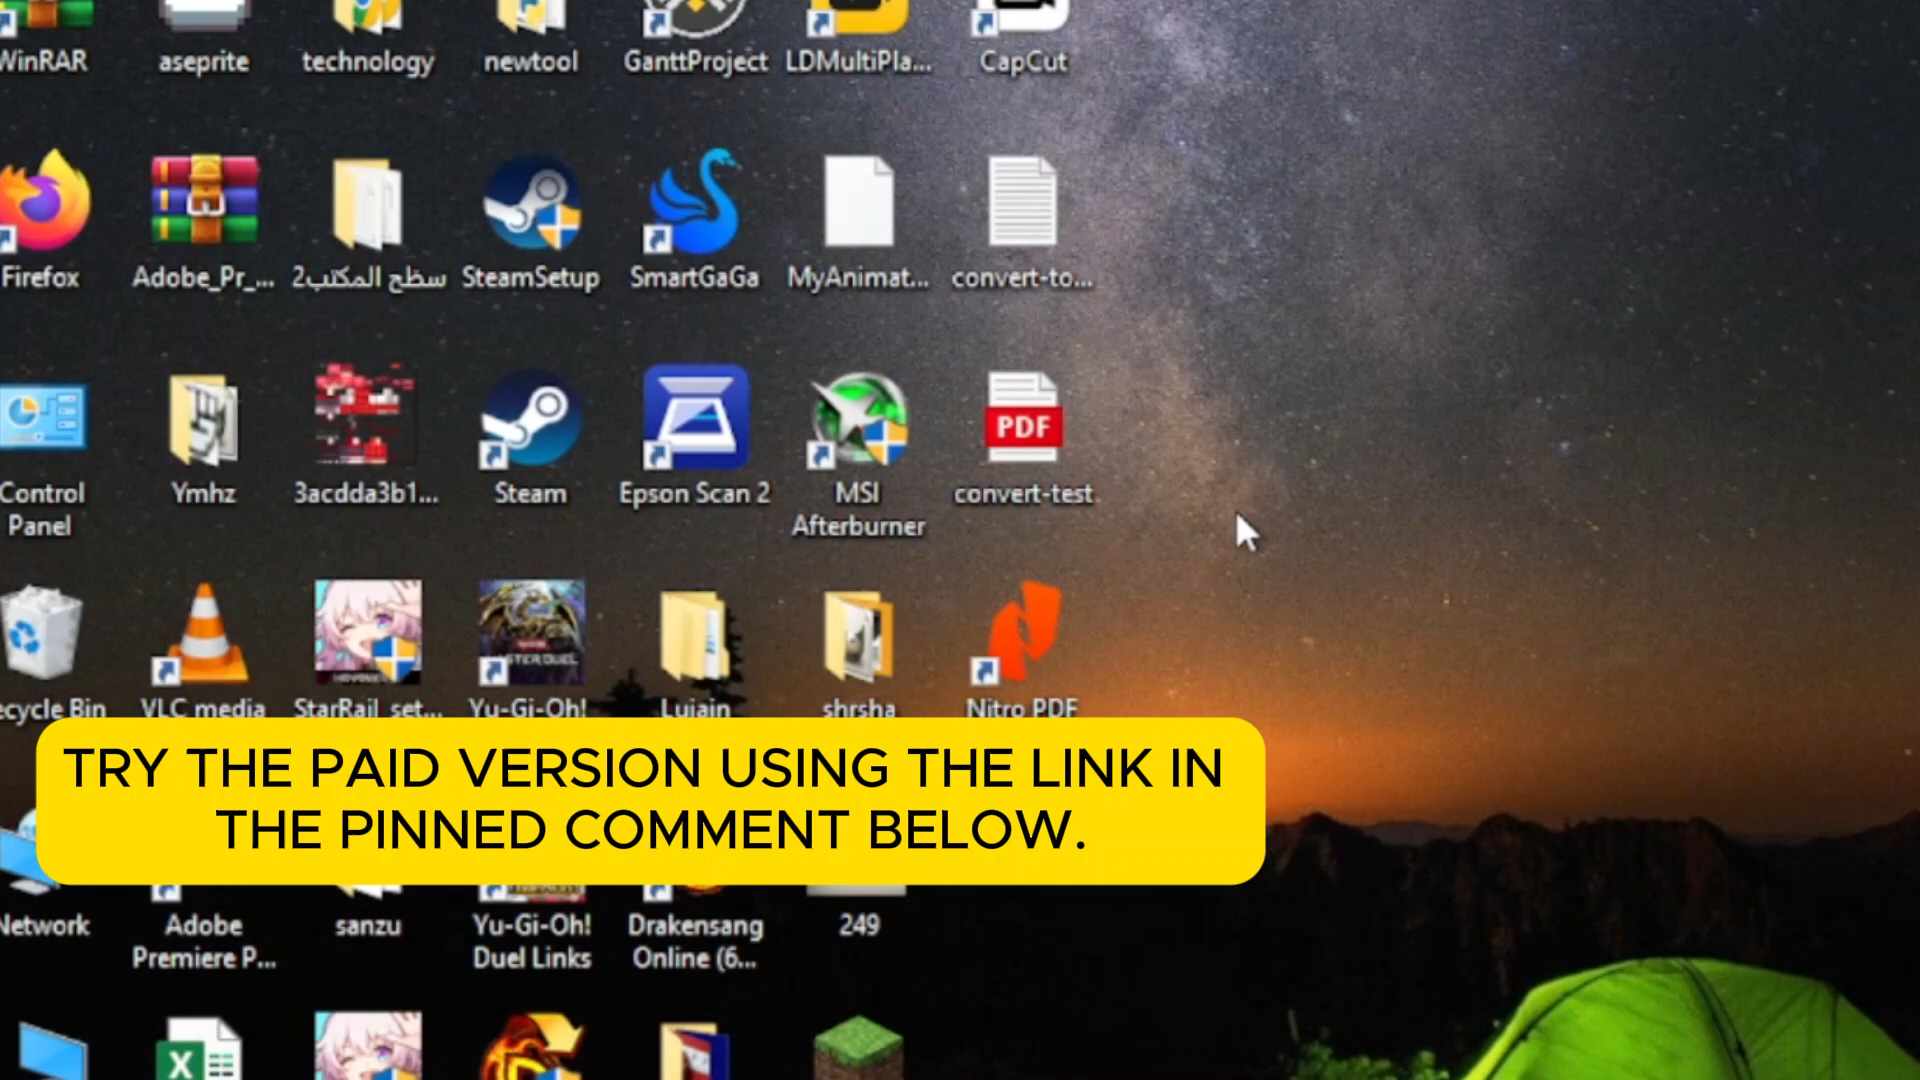 WinRAR
aseprite
technology
newtool
GanttProject
LDMultiPla...
CapCut
Firefox
Adobe_Pr_...
سطح المكتب2
SteamSetup
SmartGaGa
MyAnimat...
convert-to...
PDF
Control
Panel
Ymhz
3acdda3b1...
Steam
Epson Scan 2
MSI
Afterburner
convert-test
ecycle Bin
VLC media
StarRail_set...
Yu-Gi-Oh!
Lujain
shrsha
Nitro PDF
TRY THE PAID VERSION USING THE LINK IN
THE PINNED COMMENT BELOW.
Network
Adobe
Premiere P...
sanzu
Yu-Gi-Oh!
Duel Links
Drakensang
Online (6...
249